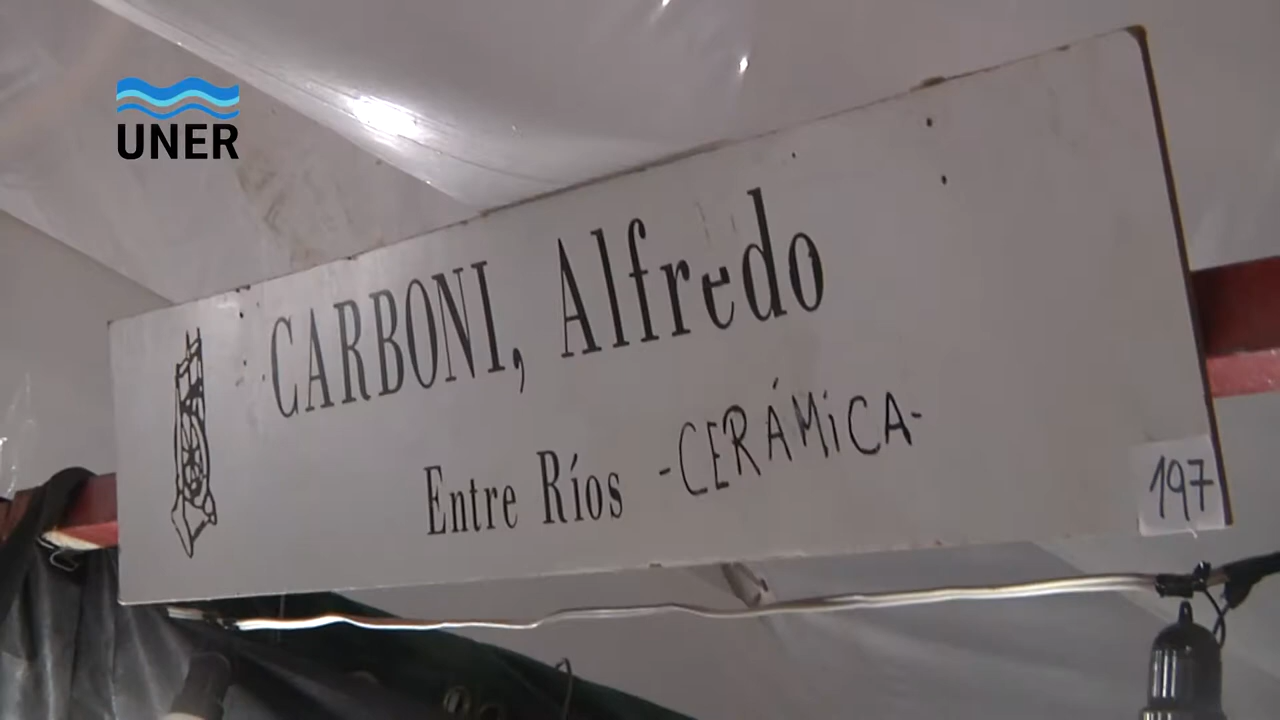 UNER
CARBONI, Alfredo
Entre Ríos -CERÁMiCA-
197